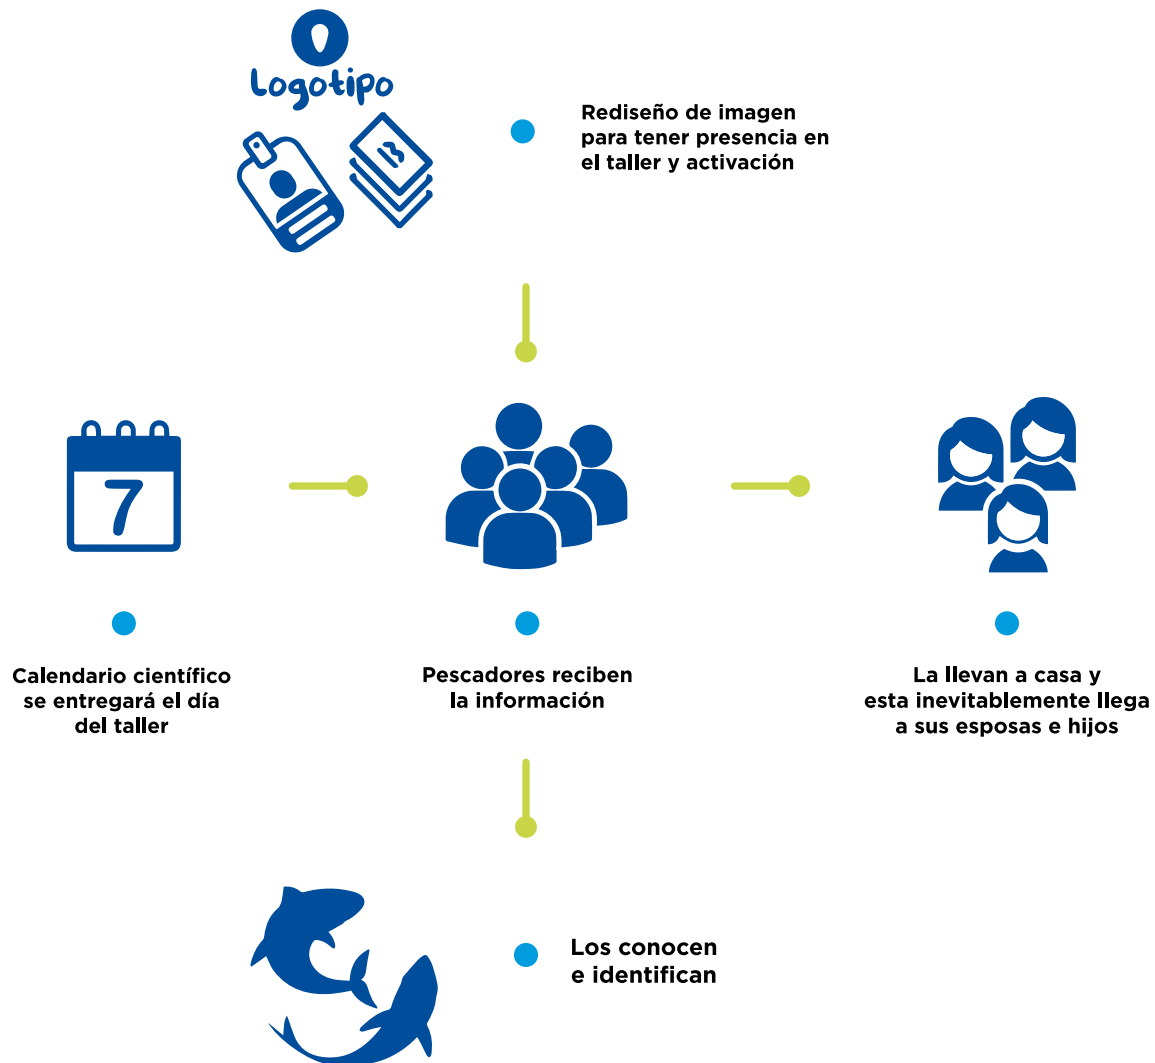 Logotipo
Rediseño de imagen
para tener presencia en
el taller y activación
7
Calendario científico
se entregará el día
del taller
Pescadores reciben
la información
La llevan a casa y
esta inevitablemente llega
a sus esposas e hijos
Los conocen
e identifican